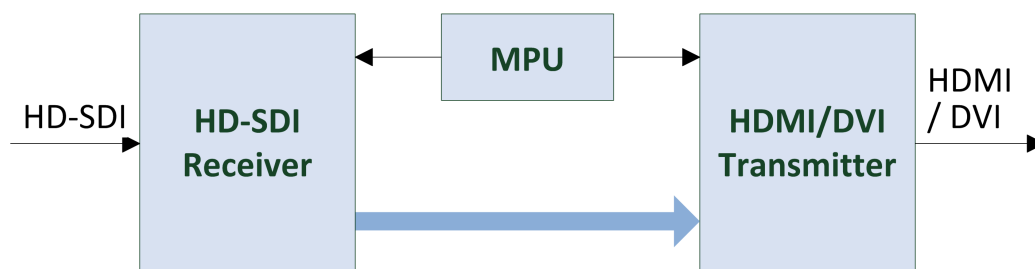 HD-SDI
HD-SDI
Receiver
MPU
HDMI/DVI
Transmitter
HDMI
/ DVI